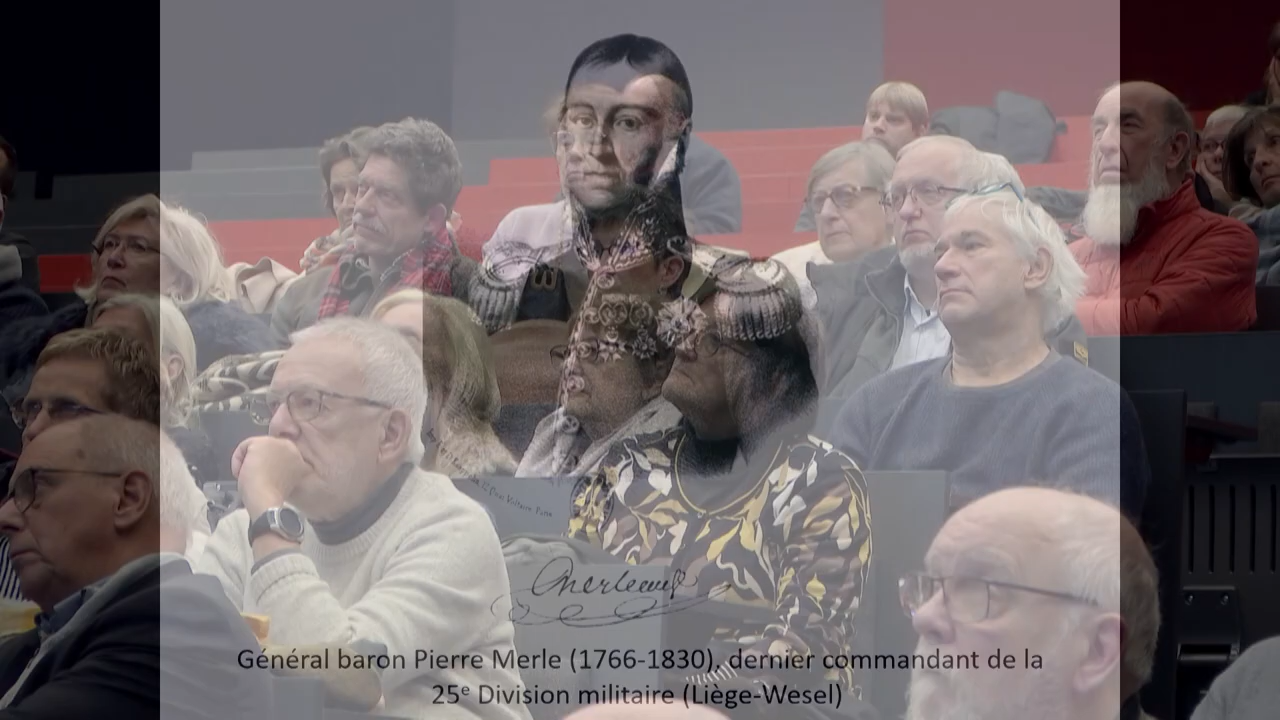 Général baron Pierre Merle (1766-1830), dernier commandant de la
25e Division militaire (Liège-Wesel)